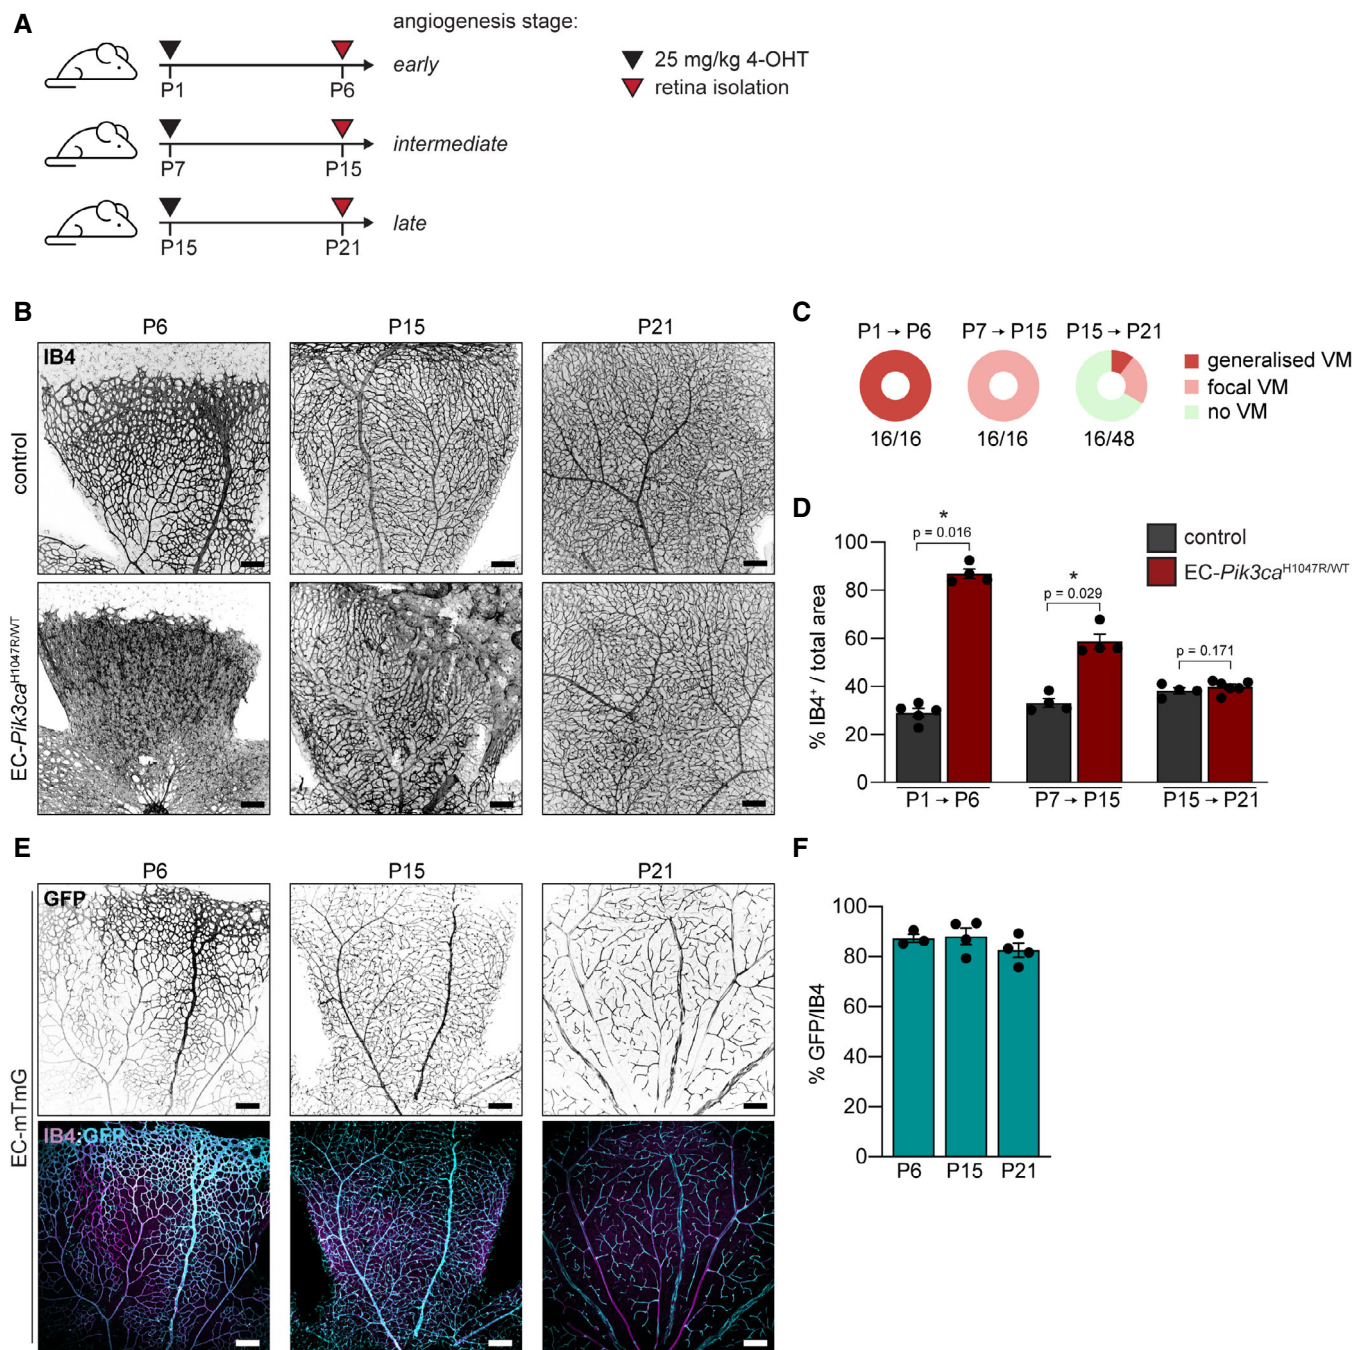 A
angiogenesis stage:
P1 P6 early
P7 P15 intermediate
P15 P21 late
25 mg/kg 4-OHT
retina isolation
B
P6 P15 P21
IB4
control
EC-Pik3caH1047R/WT
C
P1 → P6 P7 → P15 P15 → P21
16/16 16/16 16/48
generalised VM
focal VM
no VM
D
% IB4+ / total area
100
80
60
40
20
0
*
p = 0.016
*
p = 0.029
p = 0.171
control
EC-Pik3caH1047R/WT
P1 → P6 P7 → P15 P15 → P21
E
P6 P15 P21
GFP
IB4:GFP
EC-mTmG
F
% GFP/IB4
100
80
60
40
20
0
P6 P15 P21